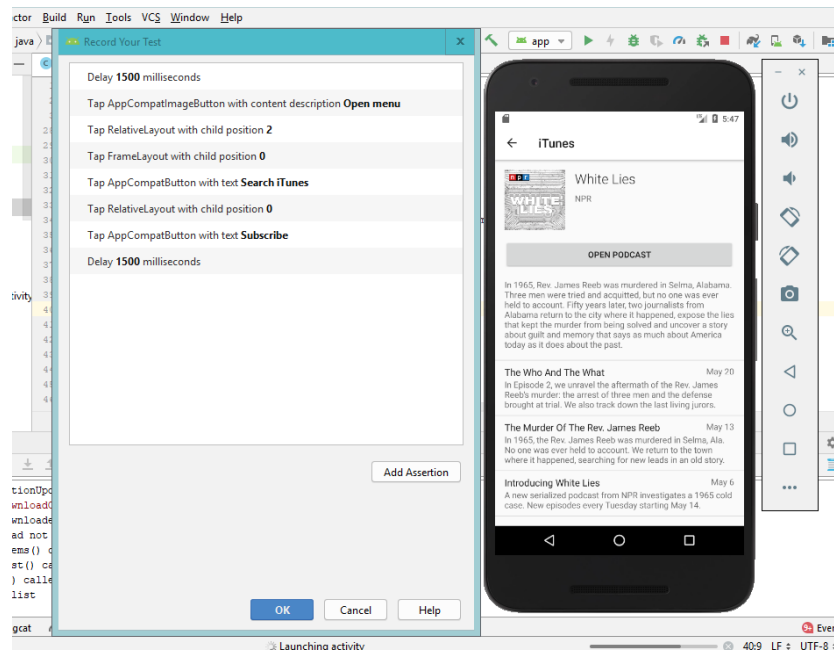 ctor Build Run Tools VCS Window Help
java
app
Record Your Test
Delay 1500 milliseconds
Tap AppCompatImageButton with content description Open menu
Tap RelativeLayout with child position 2
Tap FrameLayout with child position 0
Tap AppCompatButton with text Search iTunes
Tap RelativeLayout with child position 0
Tap AppCompatButton with text Subscribe
Delay 1500 milliseconds
Add Assertion
OK Cancel Help
5:47
iTunes
npr
WHITE LIES
White Lies
NPR
OPEN PODCAST
In 1965, Rev. James Reeb was murdered in Selma, Alabama.
Three men were tried and acquitted, but no one was ever
held to account. Fifty years later, two journalists from
Alabama return to the city where it happened, expose the lies
that kept the murder from being solved and uncover a story
about guilt and memory that says as much about America
today as it does about the past.
The Who And The What May 20
In Episode 2, we unravel the aftermath of the Rev. James
Reeb's murder: the arrest of three men and the defense
brought at trial. We also track down the last living jurors.
The Murder Of The Rev. James Reeb May 13
In 1965, the Rev. James Reeb was murdered in Selma, Ala.
No one was ever held to account. We return to the town
where it happened, searching for new leads in an old story.
Introducing White Lies May 6
A new serialized podcast from NPR investigates a 1965 cold
case. New episodes every Tuesday starting May 14.
tivity
tionUpd
wnload
wnloade
ad not
ems()
st() ca
) calle
list
gcat
Even
Launching activity
40:9 LF UTF-8